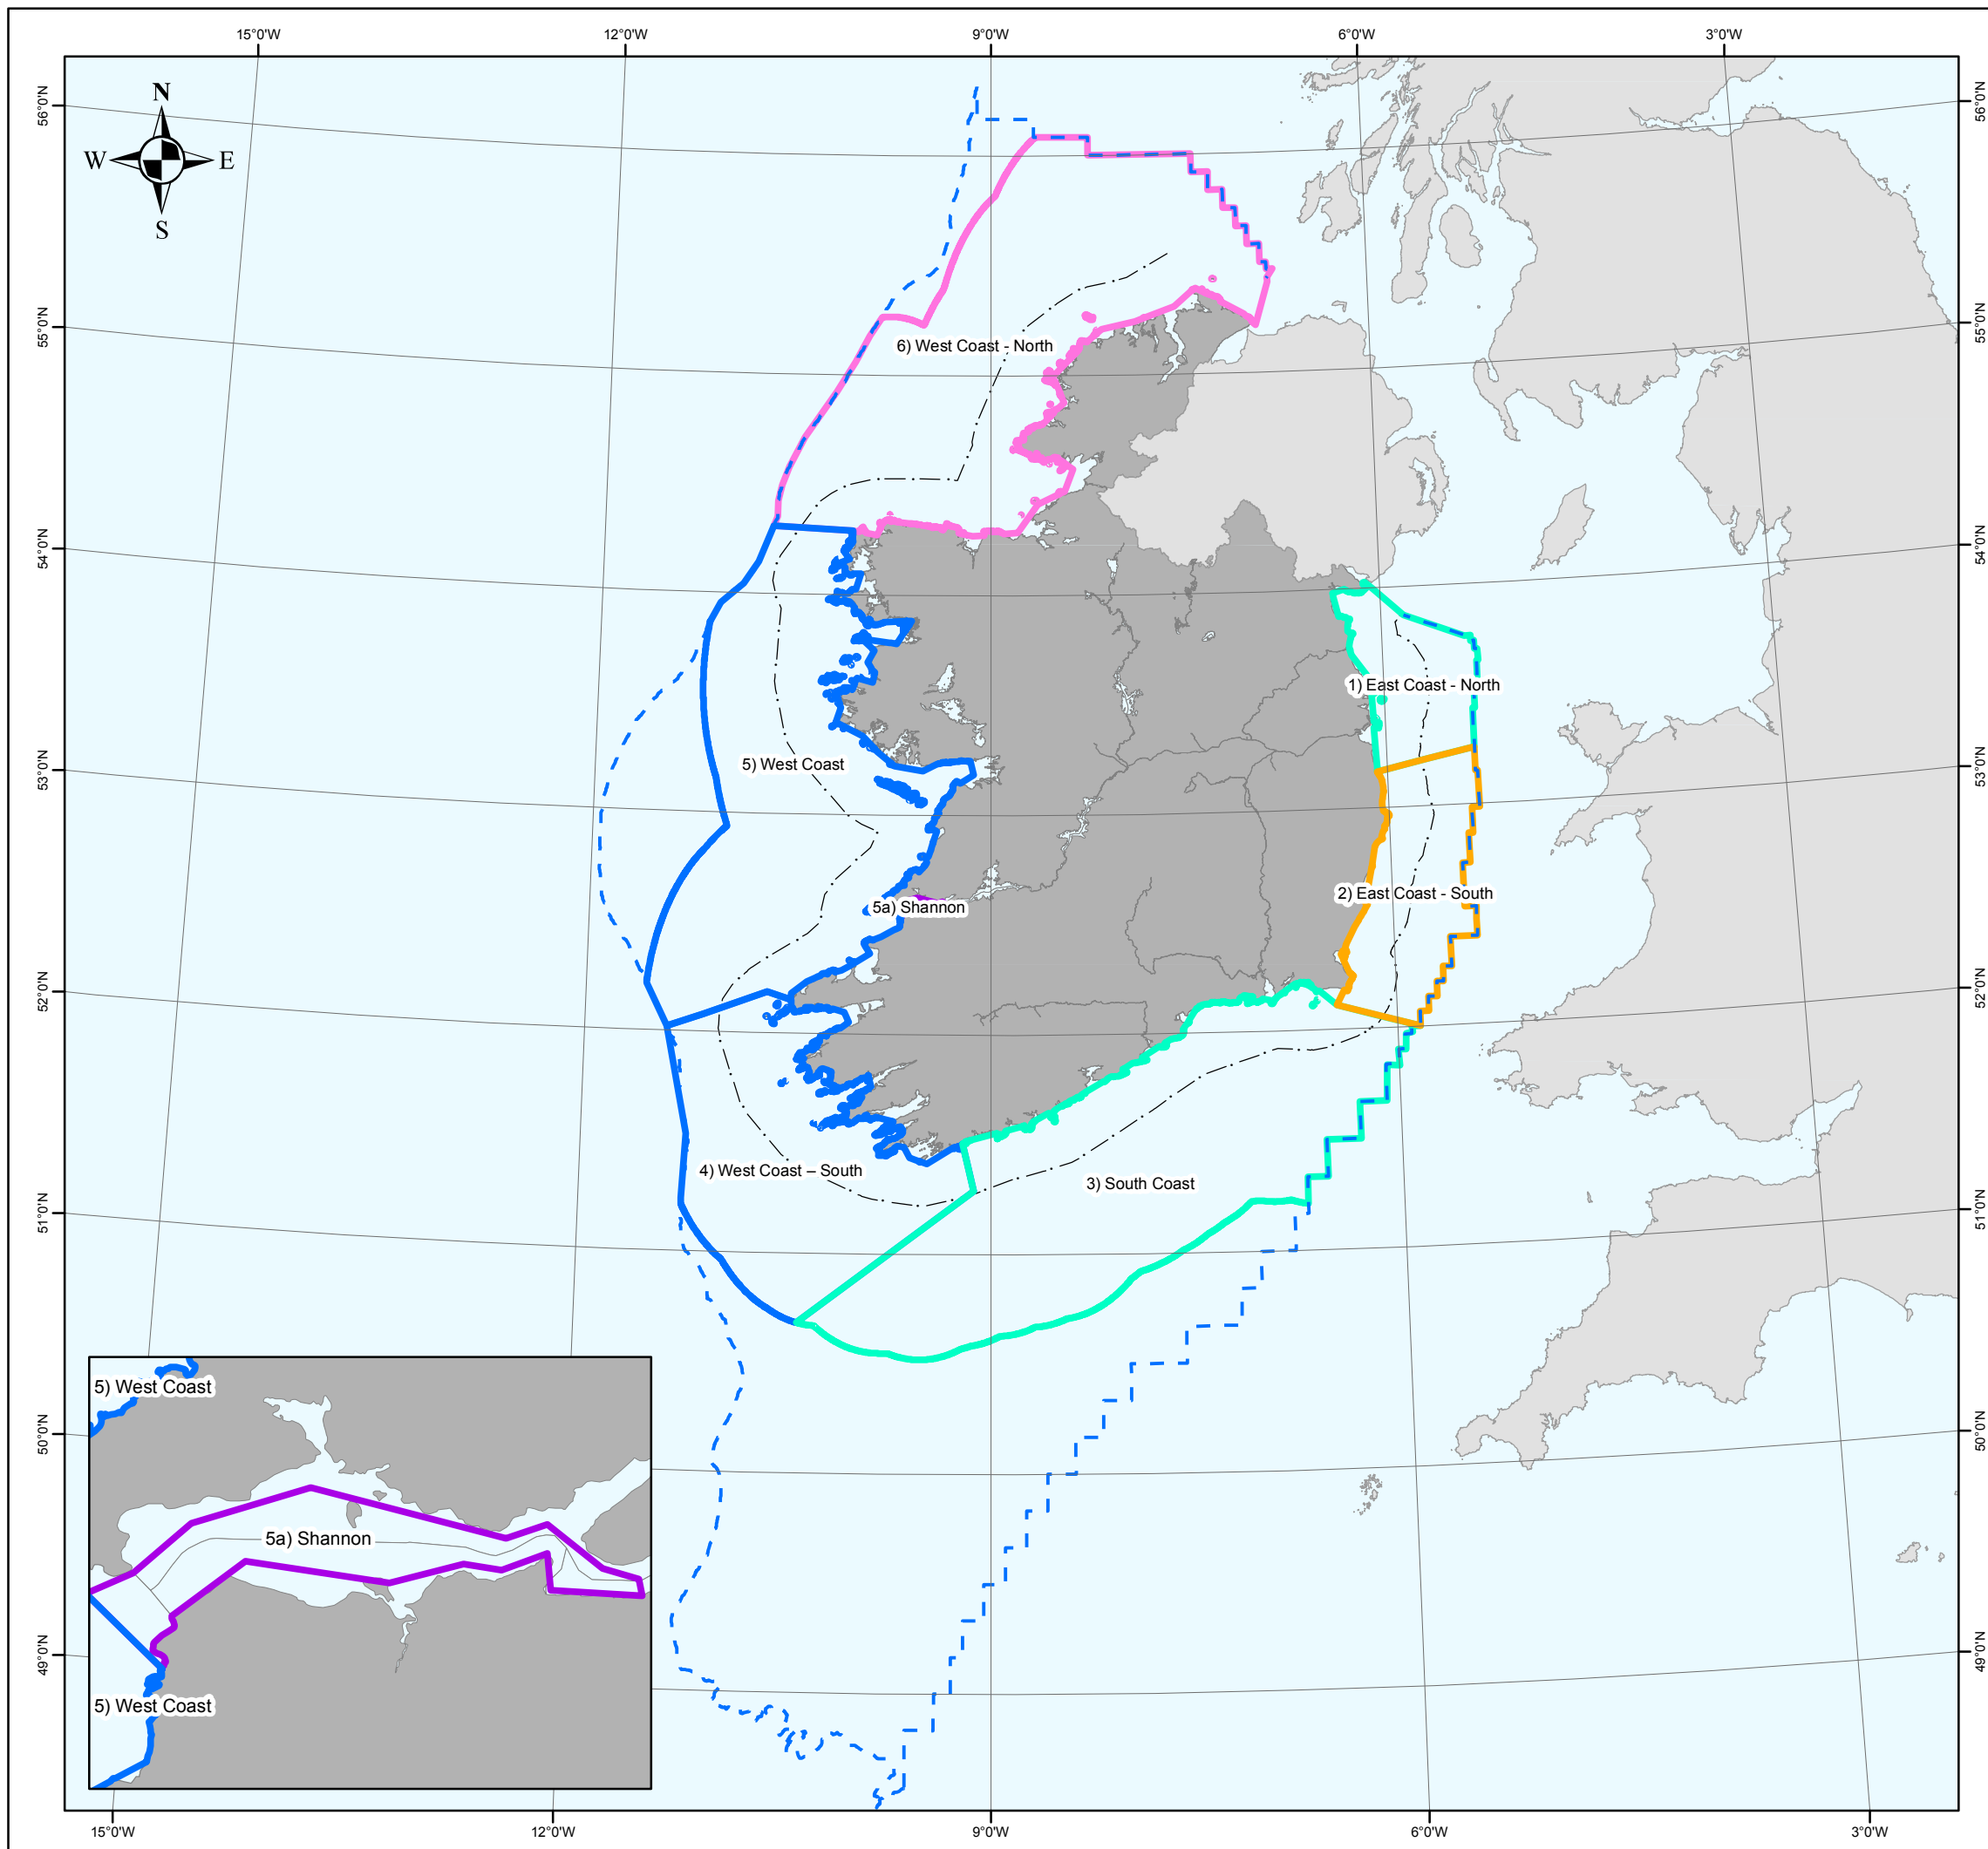 15°0'W 12°0'W 9°0'W 6°0'W 3°0'W
N
W E
S
56°0'N 56°0'N
55°0'N 55°0'N
6) West Coast - North
54°0'N 54°0'N
1) East Coast - North
5) West Coast
53°0'N 53°0'N
2) East Coast - South
5a) Shannon
52°0'N 52°0'N
4) West Coast – South
3) South Coast
51°0'N 51°0'N
5) West Coast
50°0'N 50°0'N
5a) Shannon
49°0'N 49°0'N
5) West Coast
15°0'W 12°0'W 9°0'W 6°0'W 3°0'W